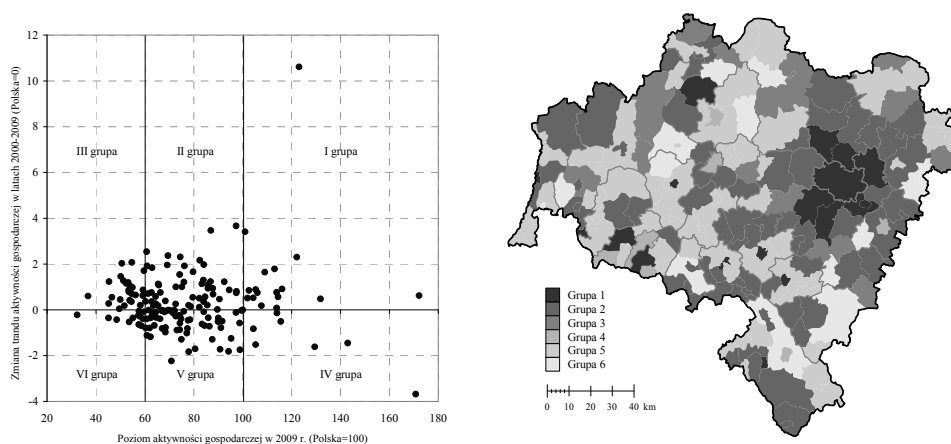 Zmiana trendu aktywności gospodarczej w latach 2000-2009 (Polska=0)
12
10
8
6
4
2
0
-2
-4
III grupa
II grupa
I grupa
VI grupa
V grupa
IV grupa
20
40
60
80
100
120
140
160
180
Poziom aktywności gospodarczej w 2009 r. (Polska=100)
Grupa 1
Grupa 2
Grupa 3
Grupa 4
Grupa 5
Grupa 6
0 10 20 30 40 km